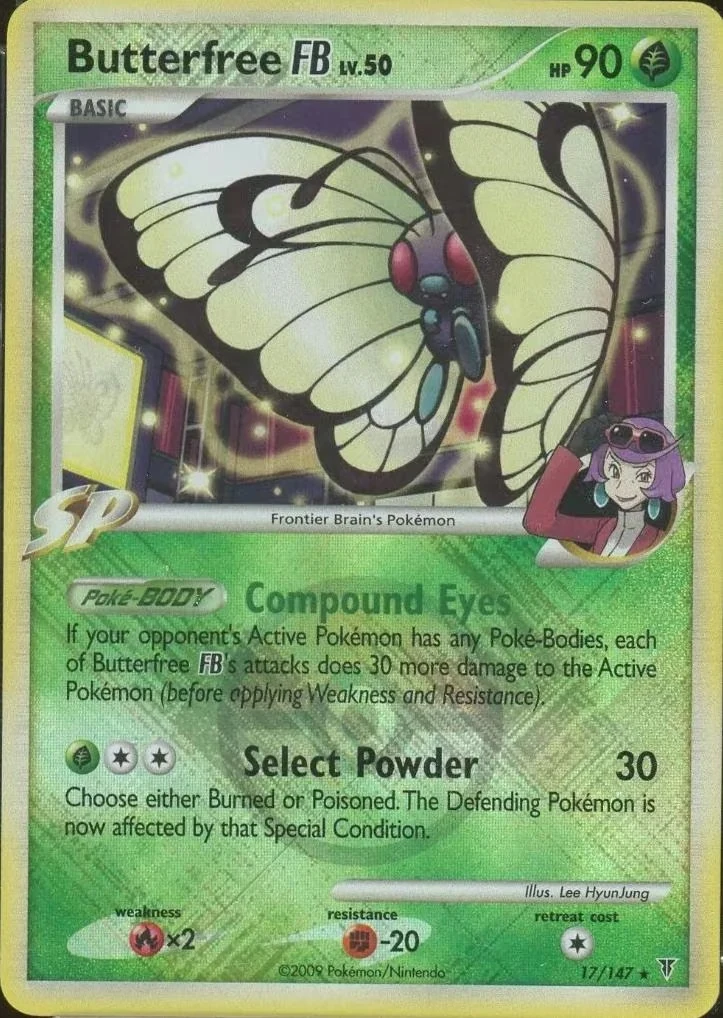 Butterfree FB LV.50 HP 90
BASIC
SP
Frontier Brain's Pokémon
Poké-BODY Compound Eyes
If your opponent's Active Pokémon has any Poké-Bodies, each
of Butterfree FB's attacks does 30 more damage to the Active
Pokémon (before applying Weakness and Resistance).
Select Powder 30
Choose either Burned or Poisoned. The Defending Pokémon is
now affected by that Special Condition.
Illus. Lee HyunJung
weakness resistance retreat cost
×2 -20
©2009 Pokémon/Nintendo 17/147 ★